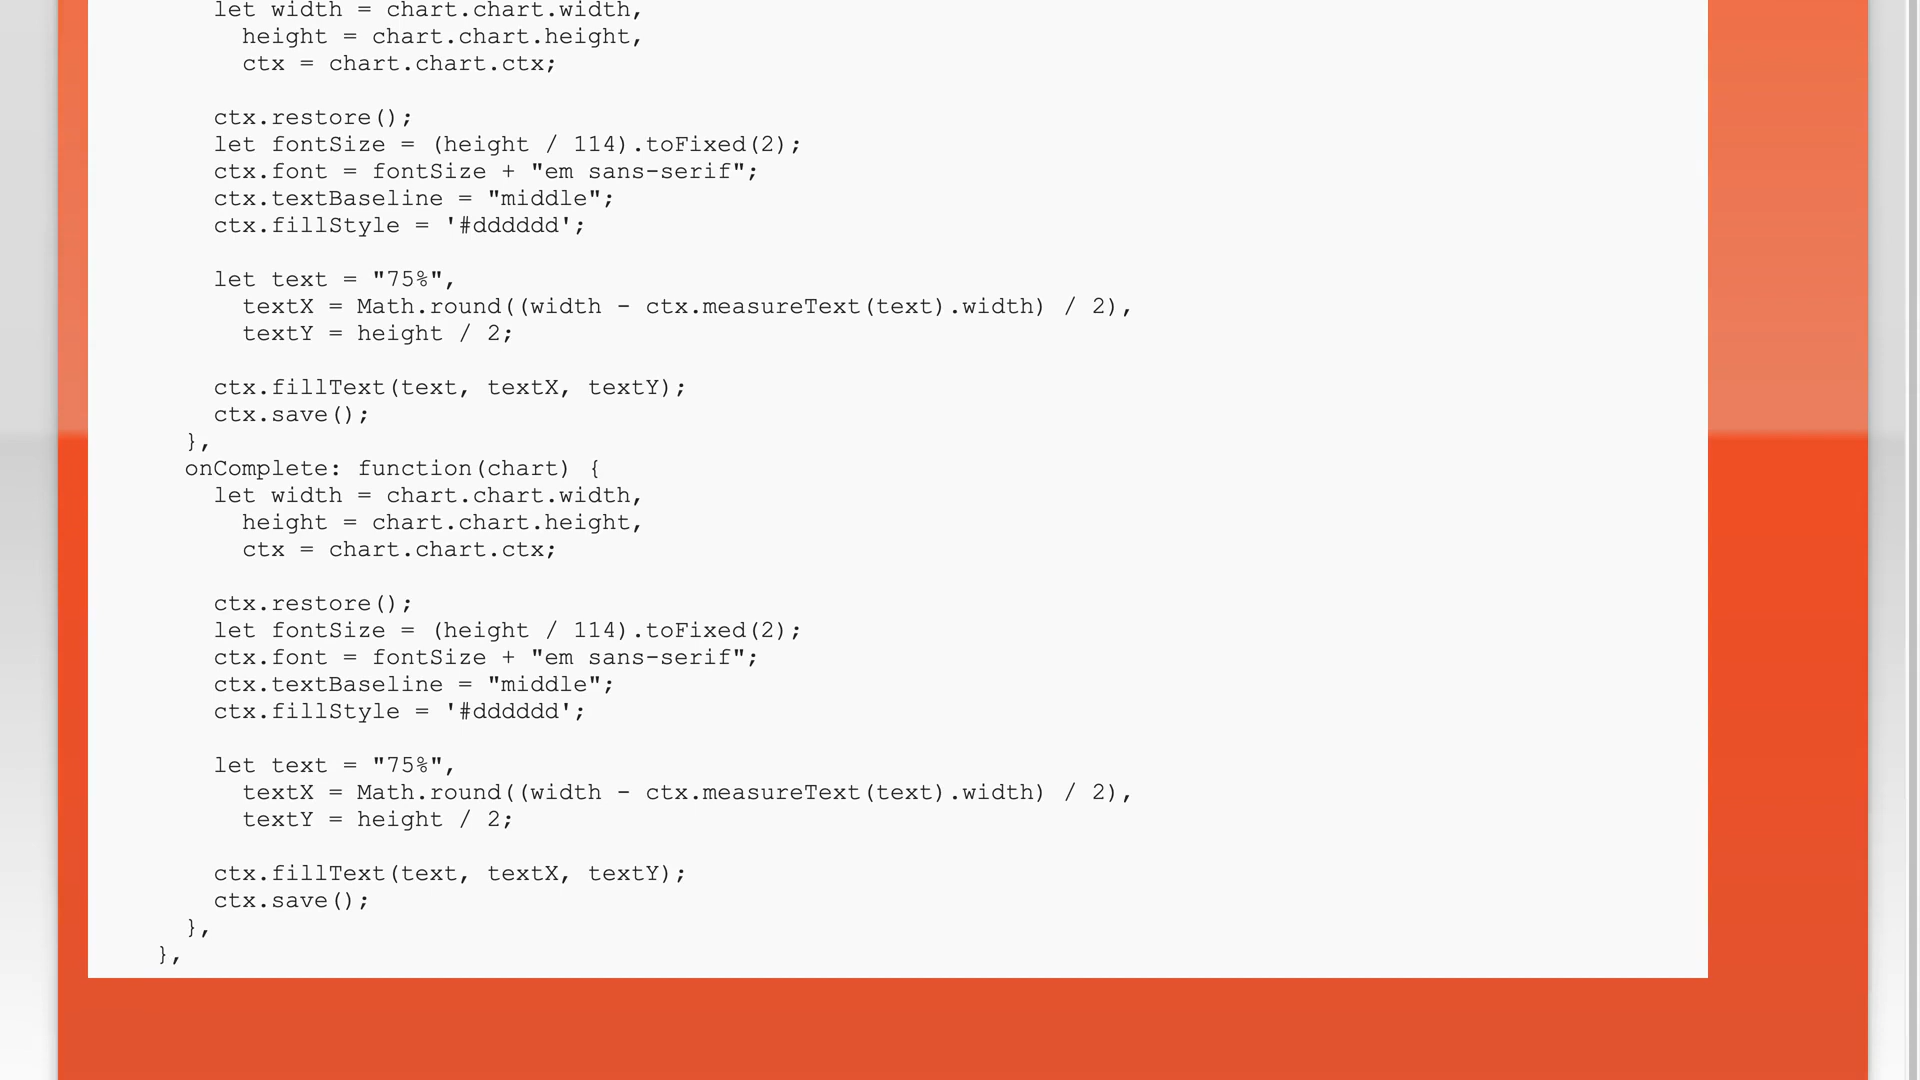 let width = chart.chart.width,
height = chart.chart.height,
ctx = chart.chart.ctx;
ctx.restore();
let fontSize = (height / 114).toFixed(2);
ctx.font = fontSize + "em sans-serif";
ctx.textBaseline = "middle";
ctx.fillStyle = '#dddddd';
let text = "75%",
textX = Math.round((width - ctx.measureText(text).width) / 2),
textY = height / 2;
ctx.fillText(text, textX, textY);
ctx.save();
},
onComplete: function(chart) {
let width = chart.chart.width,
height = chart.chart.height,
ctx = chart.chart.ctx;
ctx.restore();
let fontSize = (height / 114).toFixed(2);
ctx.font = fontSize + "em sans-serif";
ctx.textBaseline = "middle";
ctx.fillStyle = '#dddddd';
let text = "75%",
textX = Math.round((width - ctx.measureText(text).width) / 2),
textY = height / 2;
ctx.fillText(text, textX, textY);
ctx.save();
},
},